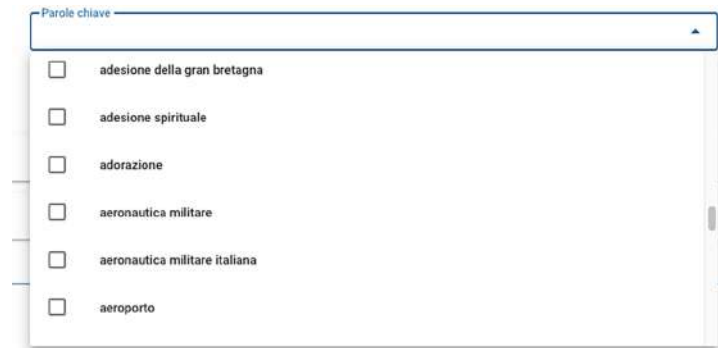 Parole chiave
adesione della gran bretagna
adesione spirituale
adorazione
aeronautica militare
aeronautica militare italiana
aeroporto